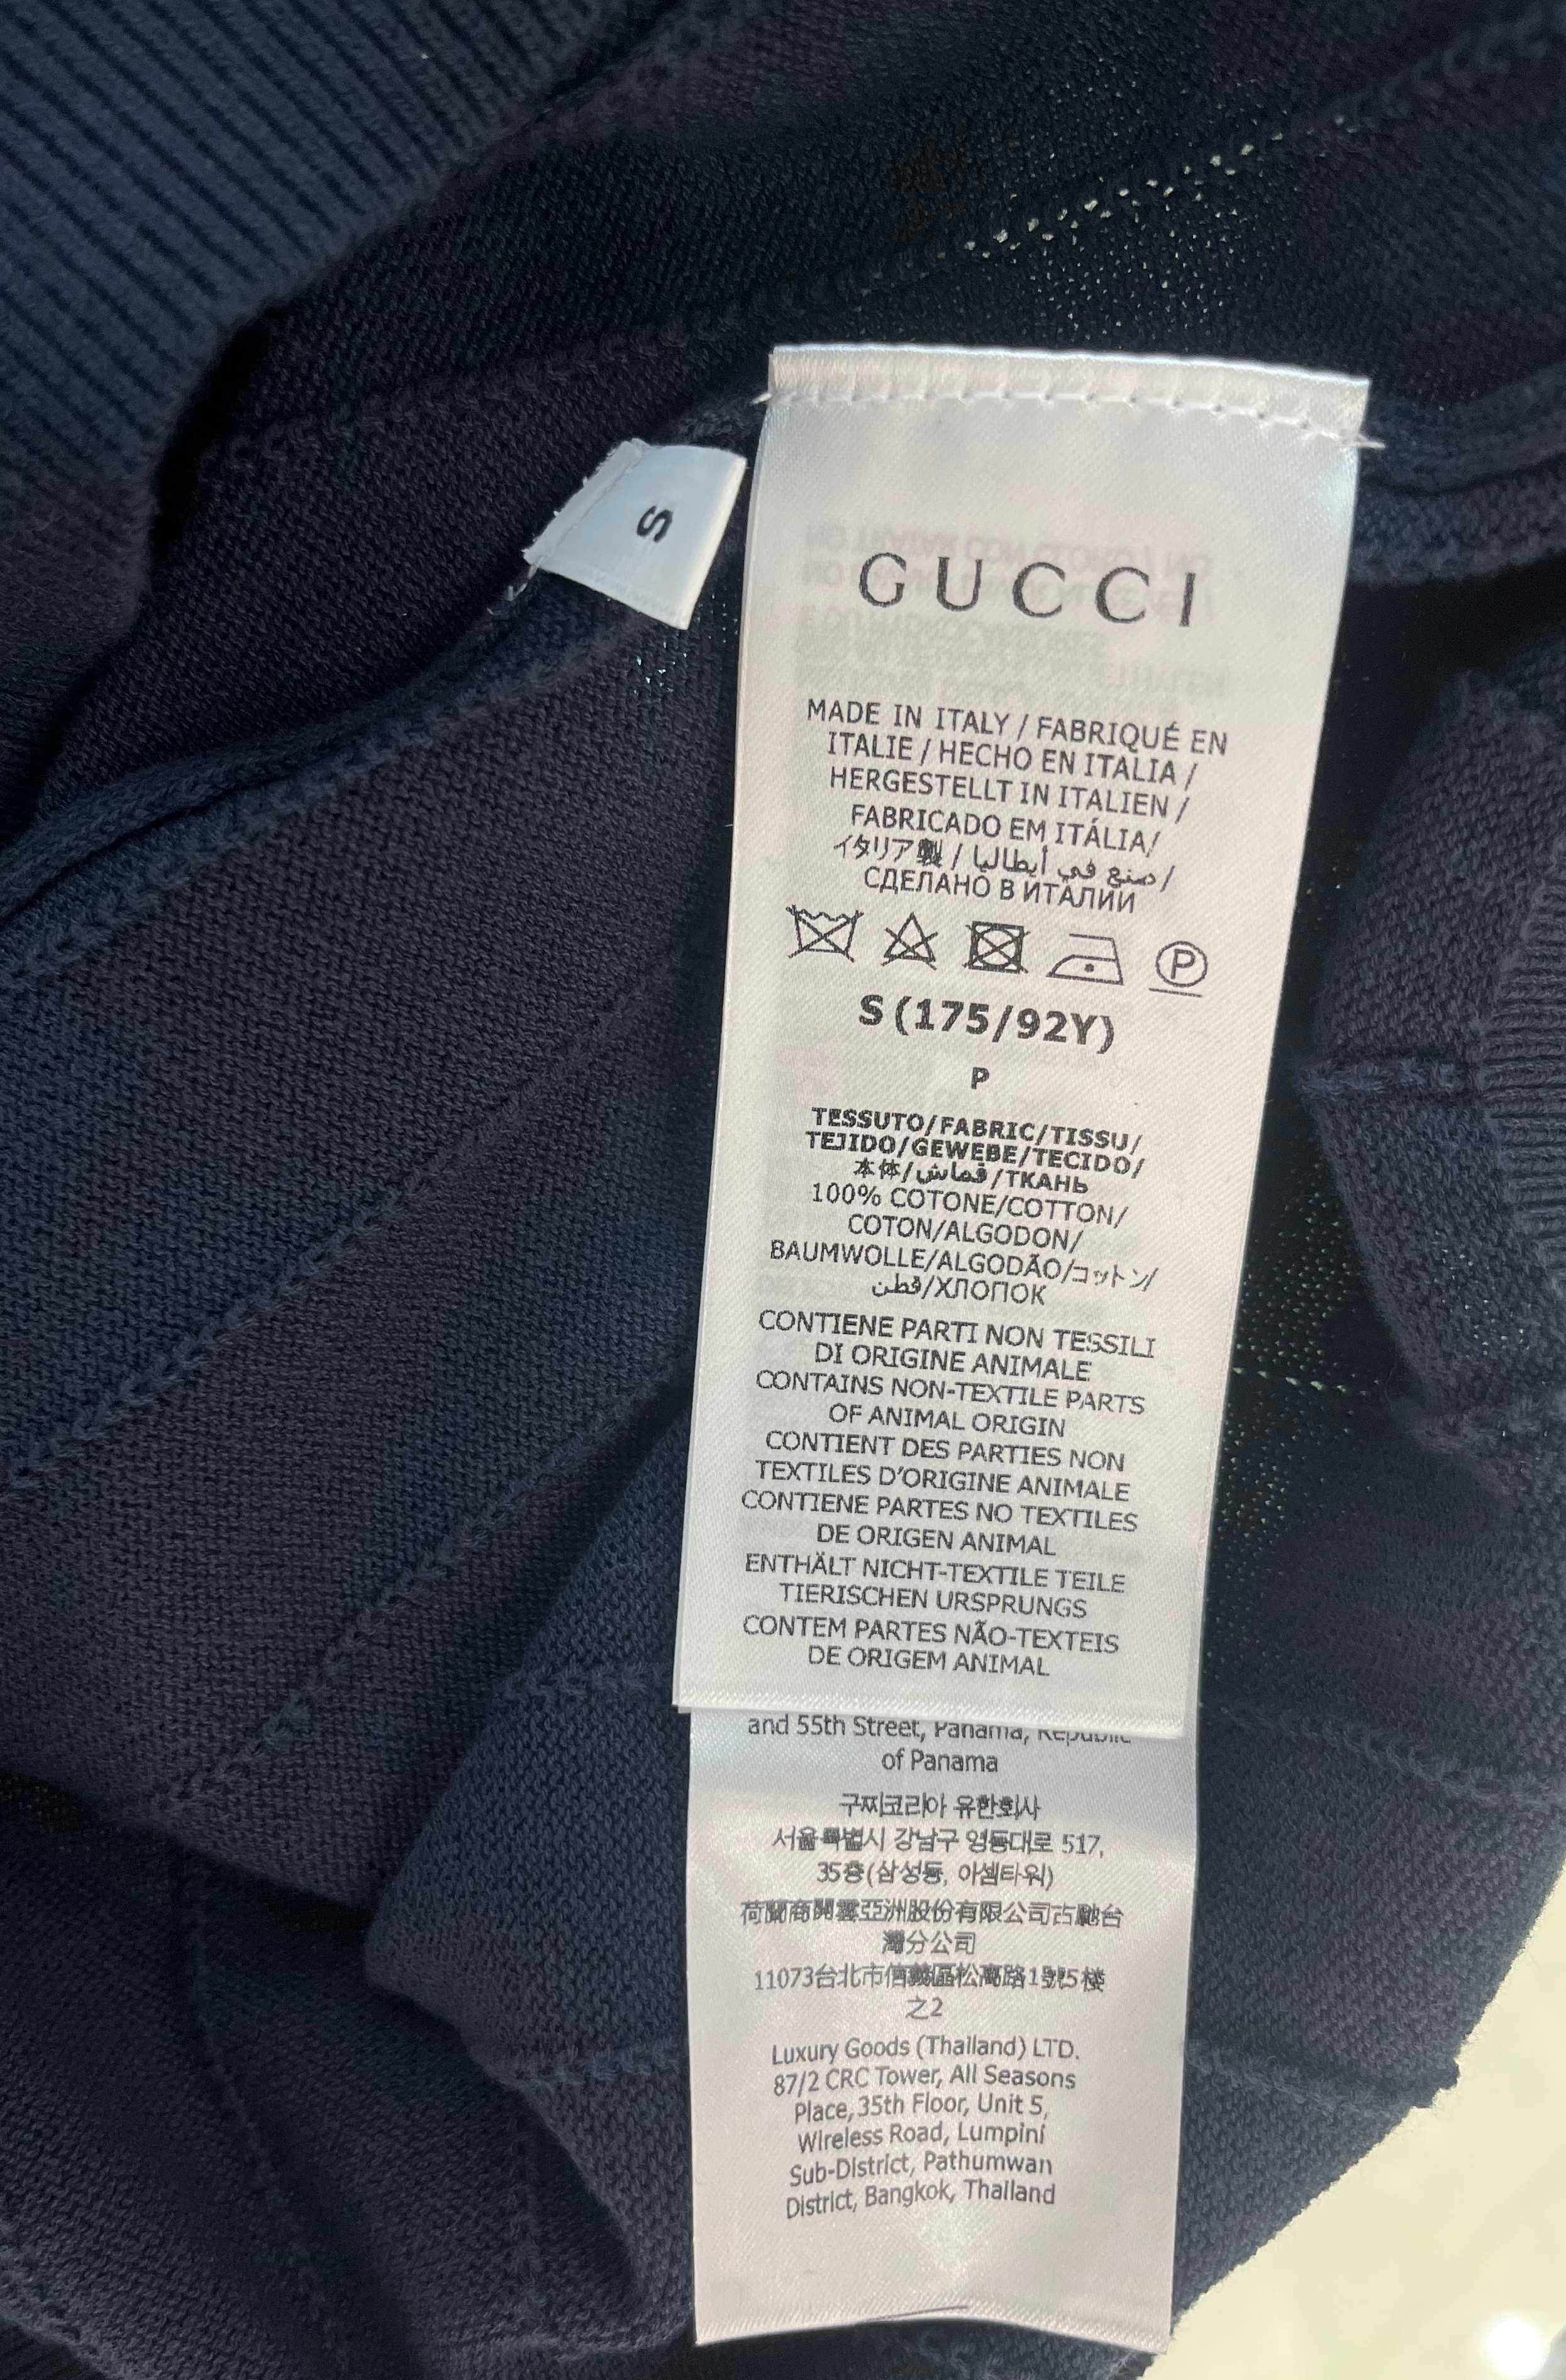 S
GUCCI
MADE IN ITALY / FABRIQUÉ EN
ITALIE / HECHO EN ITALIA /
HERGESTELLT IN ITALIEN /
FABRICADO EM ITÁLIA/
イタリア製 / صنع في أيطاليا /
СДЕЛАНО В ИТАЛИИ
P
S (175/92Y)
P
TESSUTO/FABRIC/TISSU/
TEJIDO/GEWEBE/TECIDO/
本体/قماش/ТКАНЬ
100% COTONE/COTTON/
COTON/ALGODON/
BAUMWOLLE/ALGODÃO/コットン/
قطن/ХЛОПОК
CONTIENE PARTI NON TESSILI
DI ORIGINE ANIMALE
CONTAINS NON-TEXTILE PARTS
OF ANIMAL ORIGIN
CONTIENT DES PARTIES NON
TEXTILES D'ORIGINE ANIMALE
CONTIENE PARTES NO TEXTILES
DE ORIGEN ANIMAL
ENTHÄLT NICHT-TEXTILE TEILE
TIERISCHEN URSPRUNGS
CONTEM PARTES NÃO-TEXTEIS
DE ORIGEM ANIMAL
and 55th Street, Panama, Republic
of Panama
구찌코리아 유한회사
서울특별시 강남구 영동대로 517,
35층(삼성동, 아셈타워)
荷蘭商開雲亞洲股份有限公司古馳台
灣分公司
11073台北市信義區松高路1號5楼
之2
Luxury Goods (Thailand) LTD.
87/2 CRC Tower, All Seasons
Place, 35th Floor, Unit 5,
Wireless Road, Lumpini
Sub-District, Pathumwan
District, Bangkok, Thailand